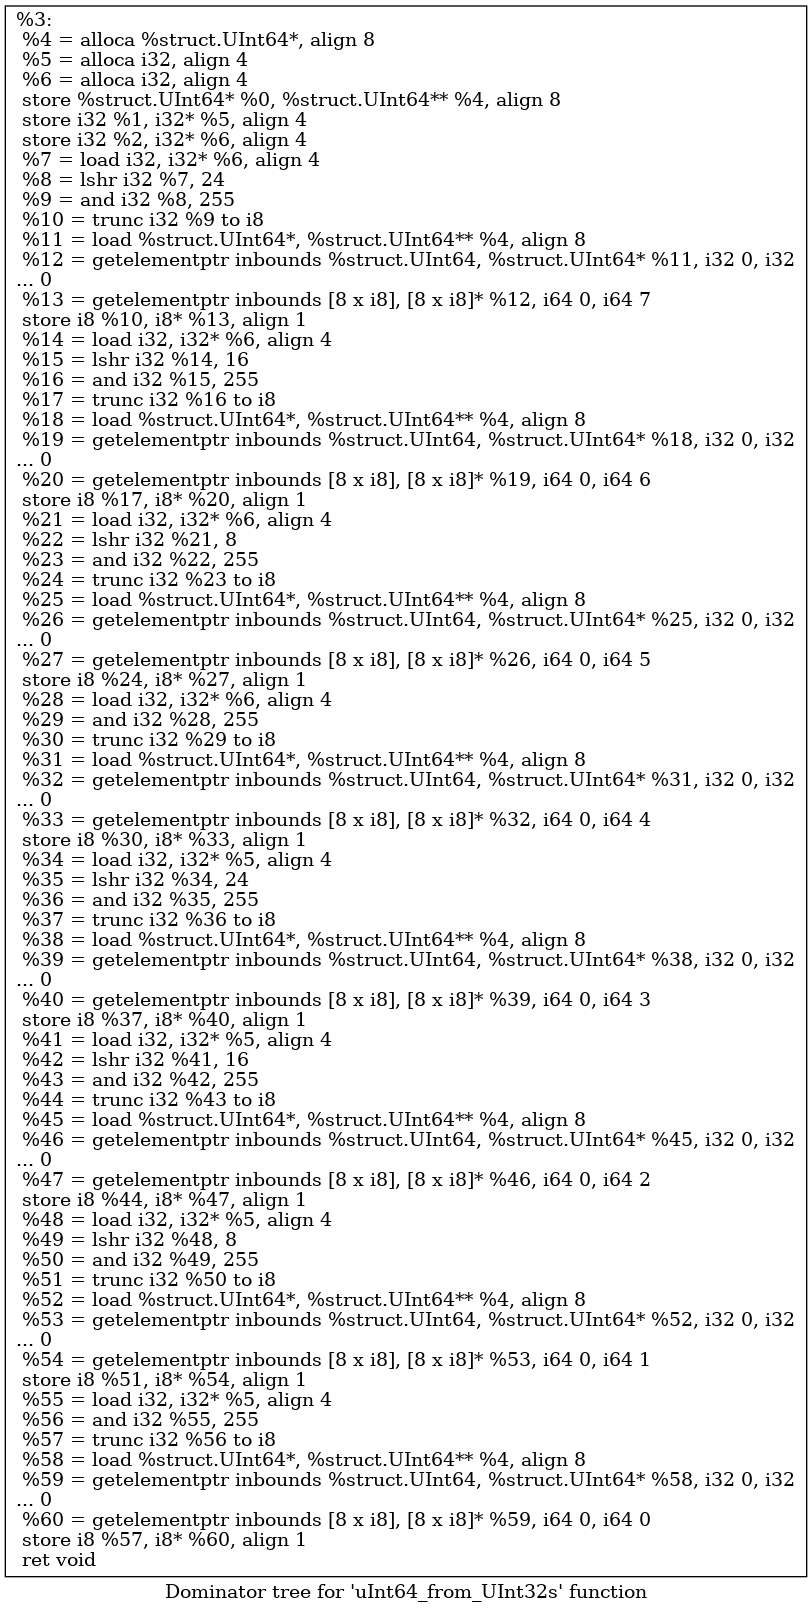 %3:
%4 = alloca %struct.UInt64*, align 8
%5 = alloca i32, align 4
%6 = alloca i32, align 4
store %struct.UInt64* %0, %struct.UInt64** %4, align 8
store i32 %1, i32* %5, align 4
store i32 %2, i32* %6, align 4
%7 = load i32, i32* %6, align 4
%8 = lshr i32 %7, 24
%9 = and i32 %8, 255
%10 = trunc i32 %9 to i8
%11 = load %struct.UInt64*, %struct.UInt64** %4, align 8
%12 = getelementptr inbounds %struct.UInt64, %struct.UInt64* %11, i32 0, i32
... 0
%13 = getelementptr inbounds [8 x i8], [8 x i8]* %12, i64 0, i64 7
store i8 %10, i8* %13, align 1
%14 = load i32, i32* %6, align 4
%15 = lshr i32 %14, 16
%16 = and i32 %15, 255
%17 = trunc i32 %16 to i8
%18 = load %struct.UInt64*, %struct.UInt64** %4, align 8
%19 = getelementptr inbounds %struct.UInt64, %struct.UInt64* %18, i32 0, i32
... 0
%20 = getelementptr inbounds [8 x i8], [8 x i8]* %19, i64 0, i64 6
store i8 %17, i8* %20, align 1
%21 = load i32, i32* %6, align 4
%22 = lshr i32 %21, 8
%23 = and i32 %22, 255
%24 = trunc i32 %23 to i8
%25 = load %struct.UInt64*, %struct.UInt64** %4, align 8
%26 = getelementptr inbounds %struct.UInt64, %struct.UInt64* %25, i32 0, i32
... 0
%27 = getelementptr inbounds [8 x i8], [8 x i8]* %26, i64 0, i64 5
store i8 %24, i8* %27, align 1
%28 = load i32, i32* %6, align 4
%29 = and i32 %28, 255
%30 = trunc i32 %29 to i8
%31 = load %struct.UInt64*, %struct.UInt64** %4, align 8
%32 = getelementptr inbounds %struct.UInt64, %struct.UInt64* %31, i32 0, i32
... 0
%33 = getelementptr inbounds [8 x i8], [8 x i8]* %32, i64 0, i64 4
store i8 %30, i8* %33, align 1
%34 = load i32, i32* %5, align 4
%35 = lshr i32 %34, 24
%36 = and i32 %35, 255
%37 = trunc i32 %36 to i8
%38 = load %struct.UInt64*, %struct.UInt64** %4, align 8
%39 = getelementptr inbounds %struct.UInt64, %struct.UInt64* %38, i32 0, i32
... 0
%40 = getelementptr inbounds [8 x i8], [8 x i8]* %39, i64 0, i64 3
store i8 %37, i8* %40, align 1
%41 = load i32, i32* %5, align 4
%42 = lshr i32 %41, 16
%43 = and i32 %42, 255
%44 = trunc i32 %43 to i8
%45 = load %struct.UInt64*, %struct.UInt64** %4, align 8
%46 = getelementptr inbounds %struct.UInt64, %struct.UInt64* %45, i32 0, i32
... 0
%47 = getelementptr inbounds [8 x i8], [8 x i8]* %46, i64 0, i64 2
store i8 %44, i8* %47, align 1
%48 = load i32, i32* %5, align 4
%49 = lshr i32 %48, 8
%50 = and i32 %49, 255
%51 = trunc i32 %50 to i8
%52 = load %struct.UInt64*, %struct.UInt64** %4, align 8
%53 = getelementptr inbounds %struct.UInt64, %struct.UInt64* %52, i32 0, i32
... 0
%54 = getelementptr inbounds [8 x i8], [8 x i8]* %53, i64 0, i64 1
store i8 %51, i8* %54, align 1
%55 = load i32, i32* %5, align 4
%56 = and i32 %55, 255
%57 = trunc i32 %56 to i8
%58 = load %struct.UInt64*, %struct.UInt64** %4, align 8
%59 = getelementptr inbounds %struct.UInt64, %struct.UInt64* %58, i32 0, i32
... 0
%60 = getelementptr inbounds [8 x i8], [8 x i8]* %59, i64 0, i64 0
store i8 %57, i8* %60, align 1
ret void
Dominator tree for 'uInt64_from_UInt32s' function